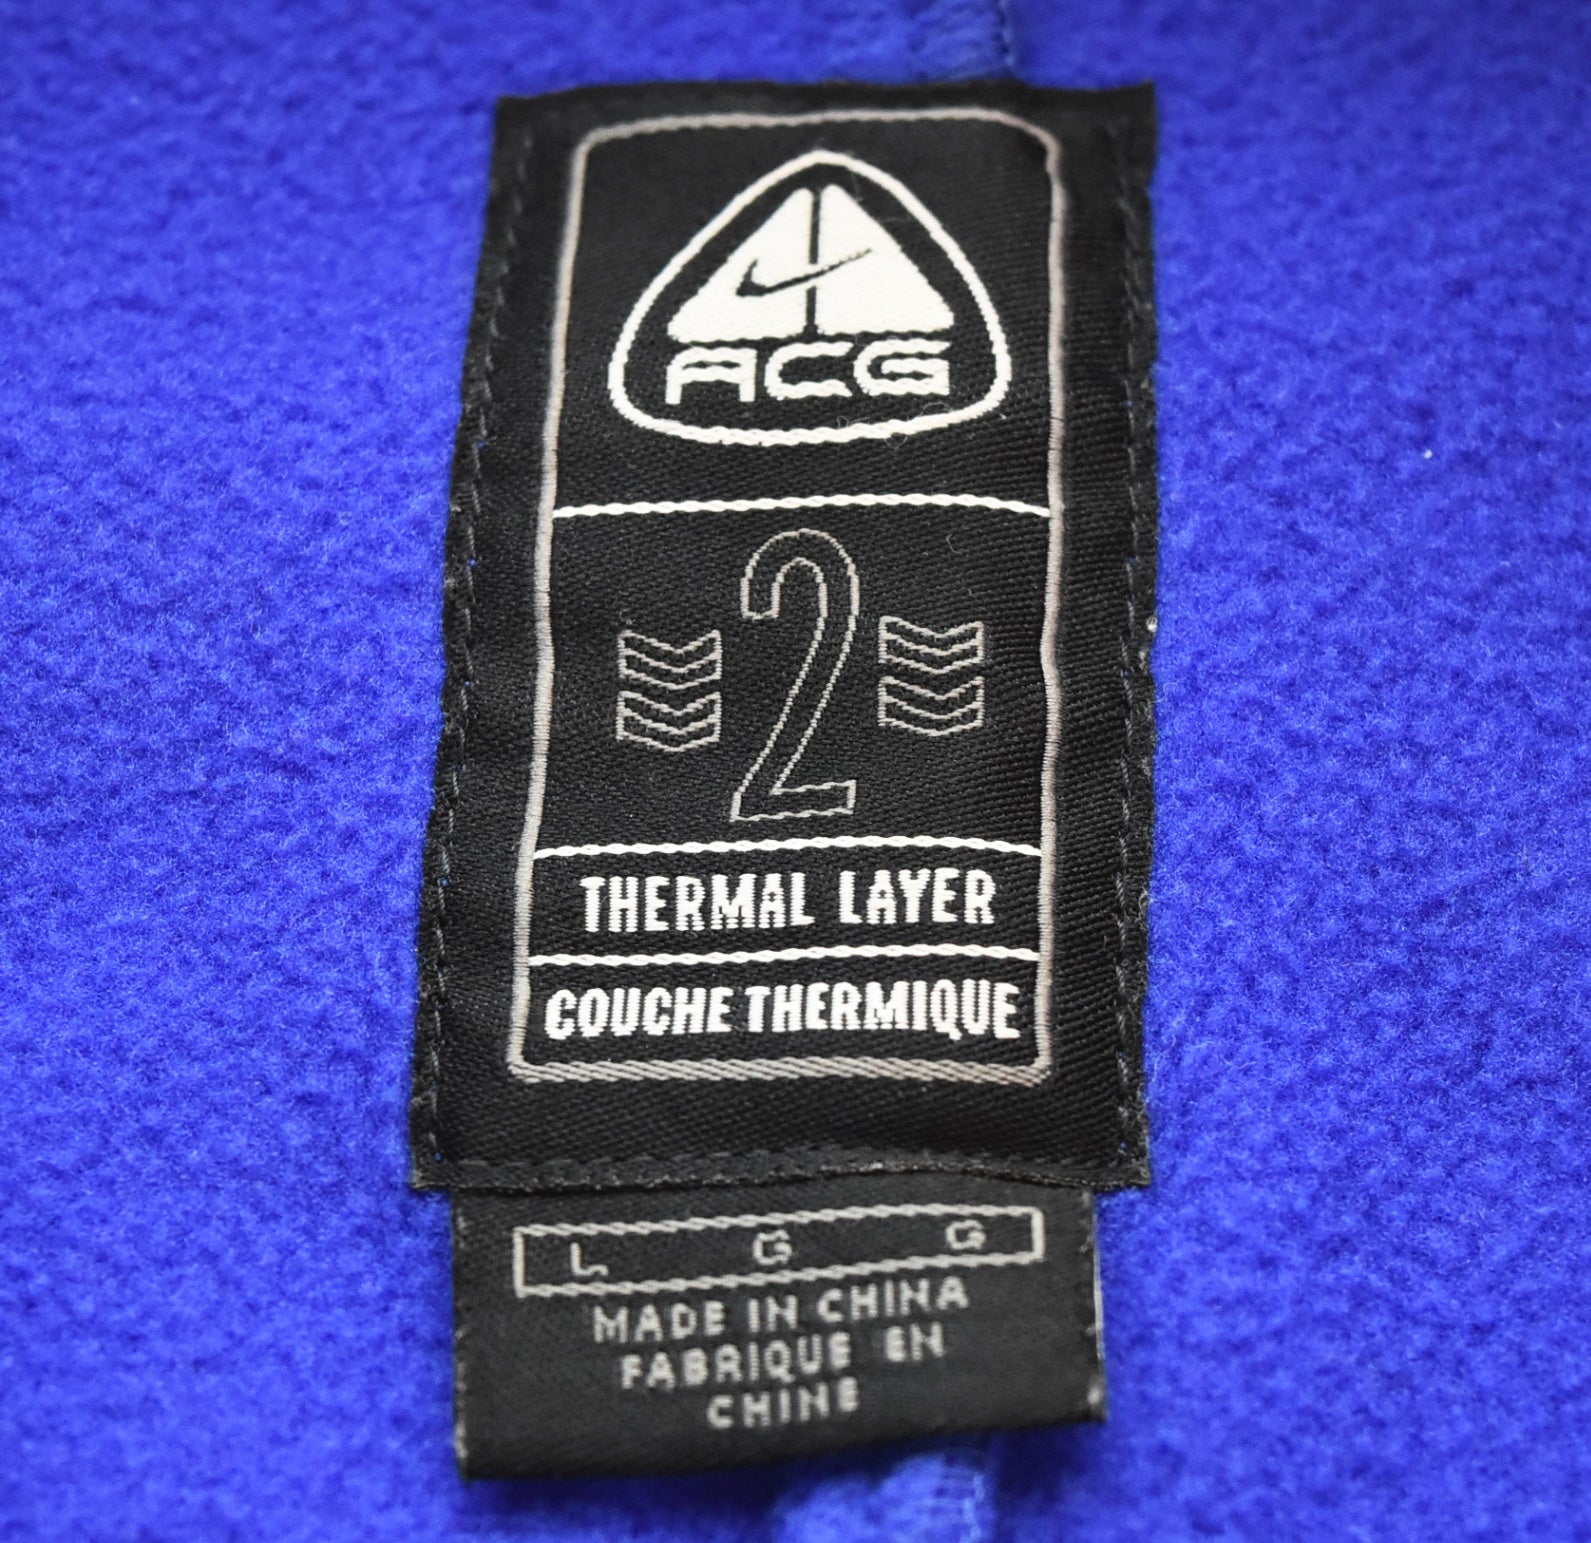 ACG
2
THERMAL LAYER
COUCHE THERMIQUE
L G G
MADE IN CHINA
FABRIQUE EN
CHINE